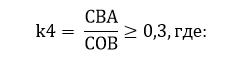 k4 = СВА / СОВ ≥ 0,3, где: